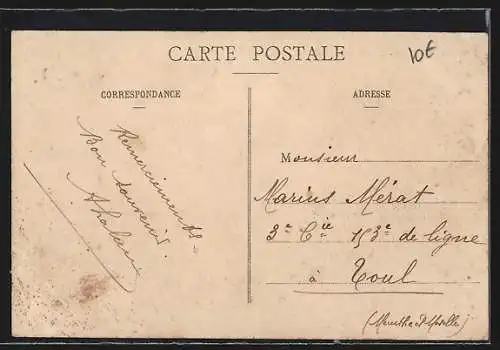 CARTE POSTALE
10€
CORRESPONDANCE
ADRESSE
Remerciements
Bon souvenir.
Monsieur
Marius Mérat
3e Cie 153e de ligne
à Toul
(Meurthe et Moselle)